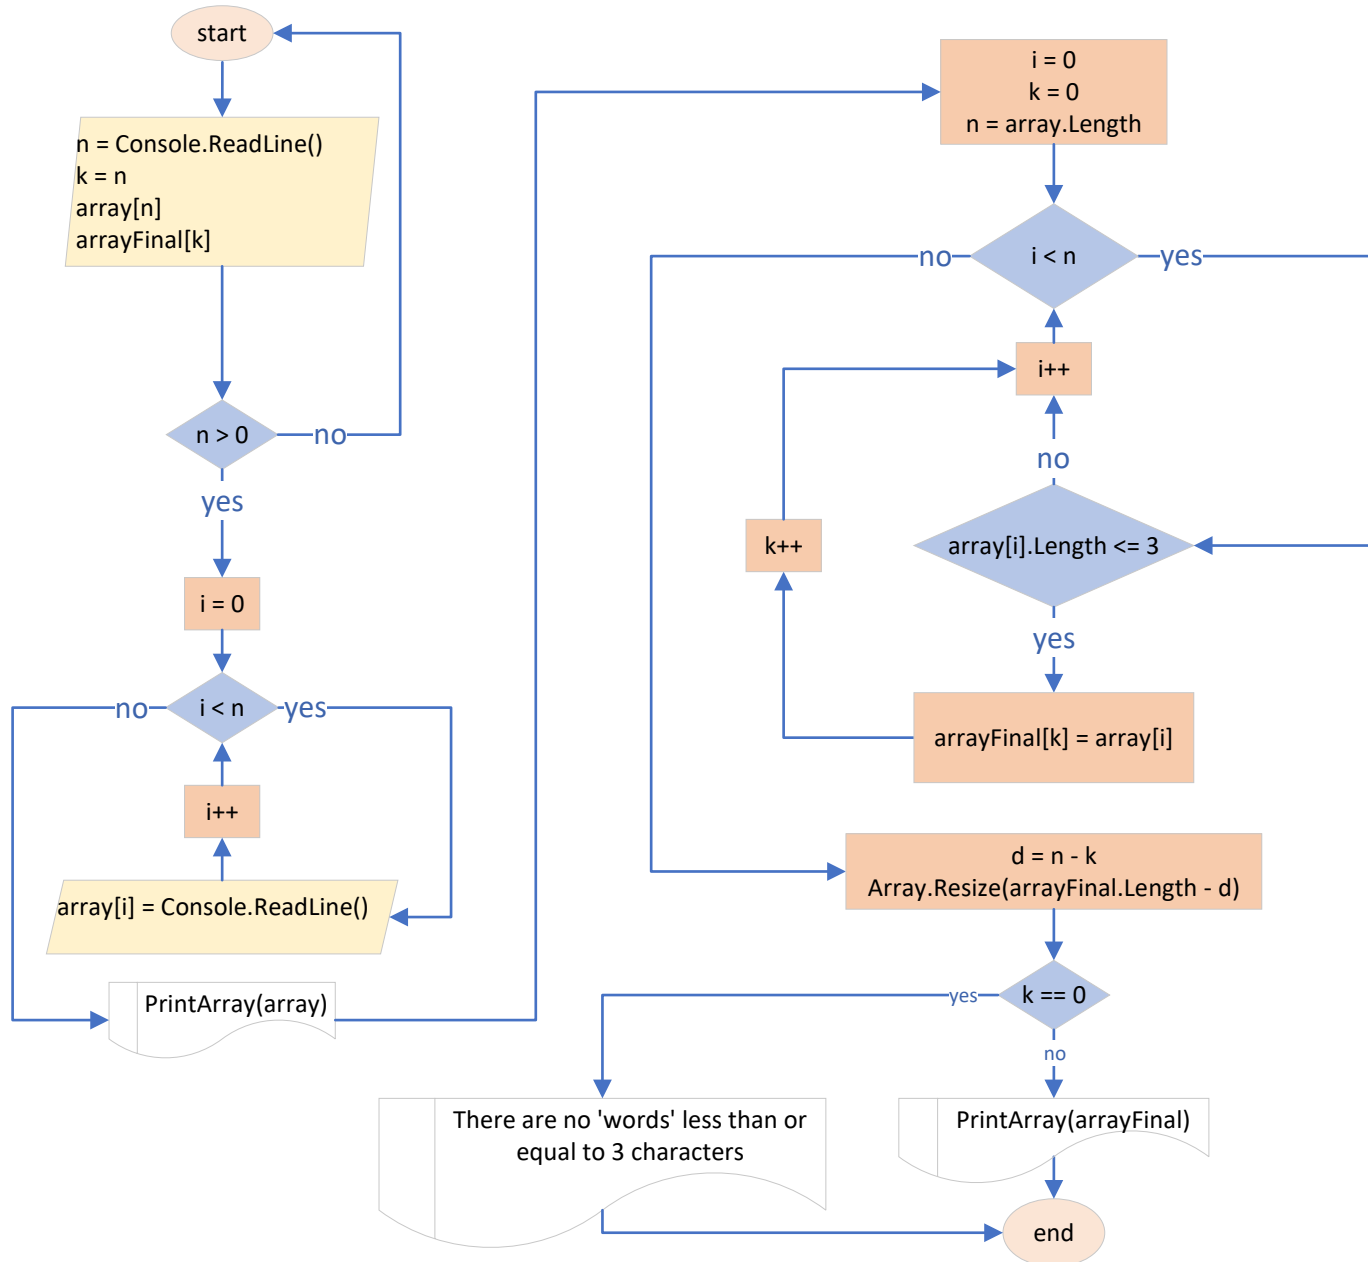 start
n = Console.ReadLine()
k = n
array[n]
arrayFinal[k]
n > 0
no
yes
i = 0
i < n
no
yes
i++
array[i] = Console.ReadLine()
PrintArray(array)
i = 0
k = 0
n = array.Length
i < n
no
yes
i++
no
k++
array[i].Length <= 3
yes
arrayFinal[k] = array[i]
d = n - k
Array.Resize(arrayFinal.Length - d)
k == 0
yes
no
There are no 'words' less than or
equal to 3 characters
PrintArray(arrayFinal)
end